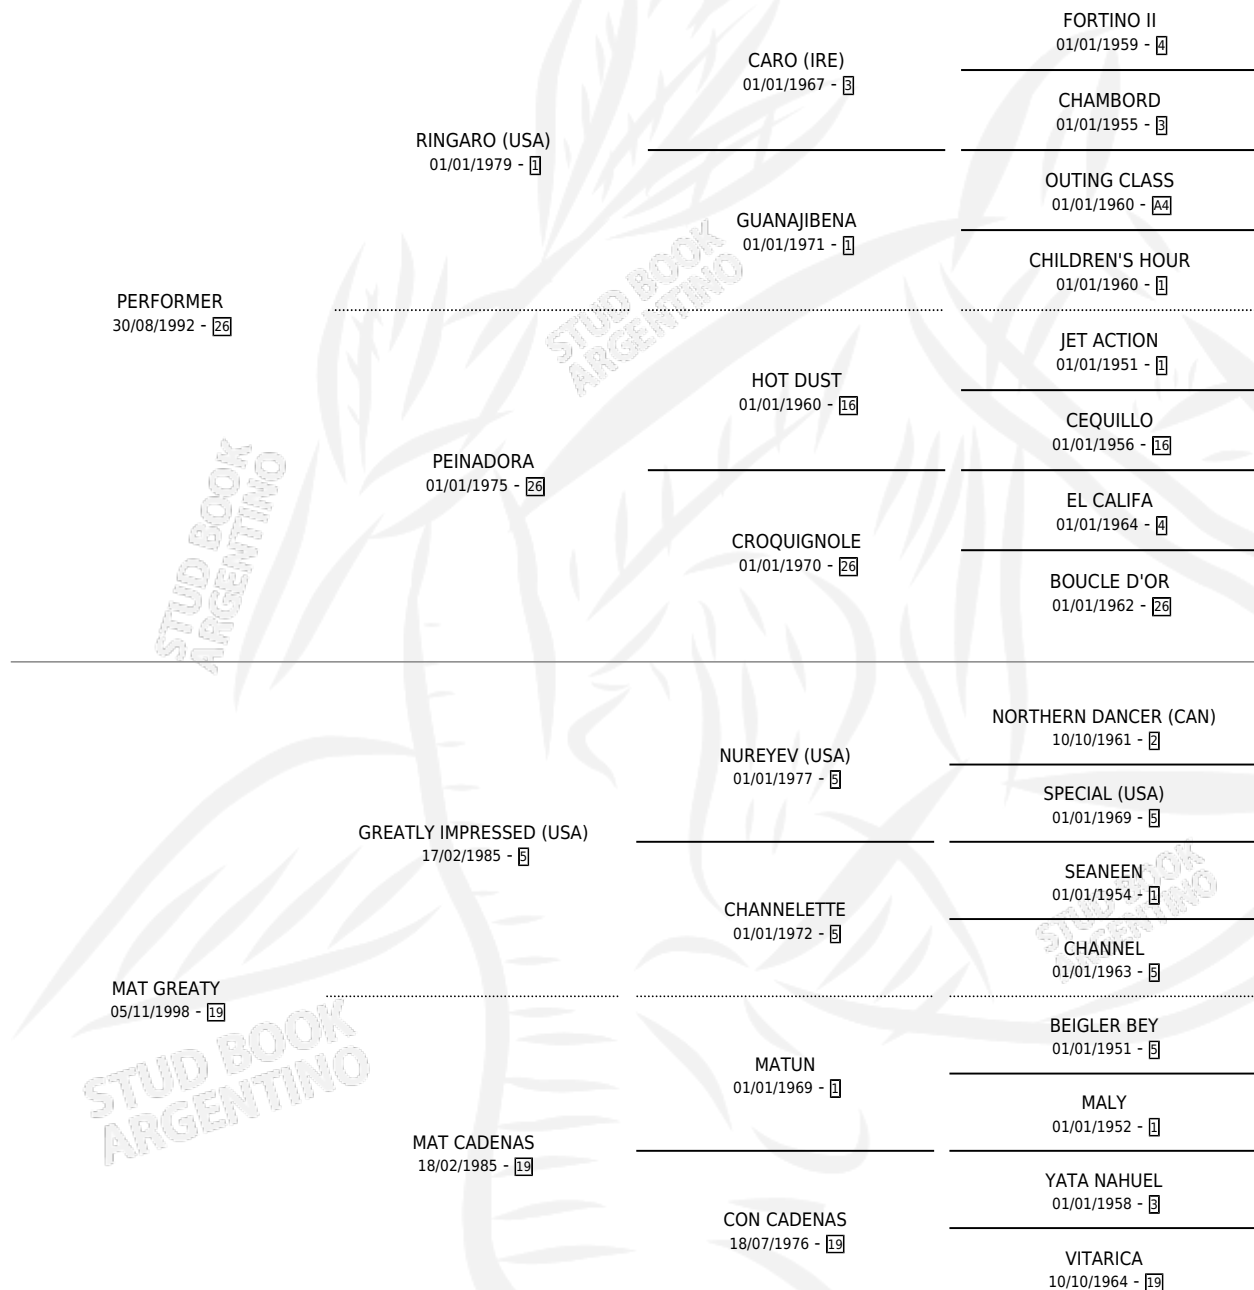 FORTINO II
01/01/1959 - 4
CARO (IRE)
01/01/1967 - 3
CHAMBORD
01/01/1955 - 3
RINGARO (USA)
01/01/1979 - 1
OUTING CLASS
01/01/1960 - A4
GUANAJIBENA
01/01/1971 - 1
CHILDREN'S HOUR
01/01/1960 - 1
STUD BOOK
ARGENTINO
PERFORMER
30/08/1992 - 26
JET ACTION
01/01/1951 - 1
HOT DUST
01/01/1960 - 16
CEQUILLO
01/01/1956 - 16
PEINADORA
01/01/1975 - 26
EL CALIFA
01/01/1964 - 4
CROQUIGNOLE
01/01/1970 - 26
BOUCLE D'OR
01/01/1962 - 26
STUD BOOK
ARGENTINO
NORTHERN DANCER (CAN)
10/10/1961 - 2
NUREYEV (USA)
01/01/1977 - 5
SPECIAL (USA)
01/01/1969 - 5
GREATLY IMPRESSED (USA)
17/02/1985 - 5
SEANEEN
01/01/1954 - 1
CHANNELETTE
01/01/1972 - 5
STUD BOOK
ARGENTINO
CHANNEL
01/01/1963 - 5
MAT GREATY
05/11/1998 - 19
BEIGLER BEY
01/01/1951 - 5
MATUN
01/01/1969 - 1
STUD BOOK
ARGENTINO
MALY
01/01/1952 - 1
MAT CADENAS
18/02/1985 - 19
YATA NAHUEL
01/01/1958 - 3
CON CADENAS
18/07/1976 - 19
VITARICA
10/10/1964 - 19